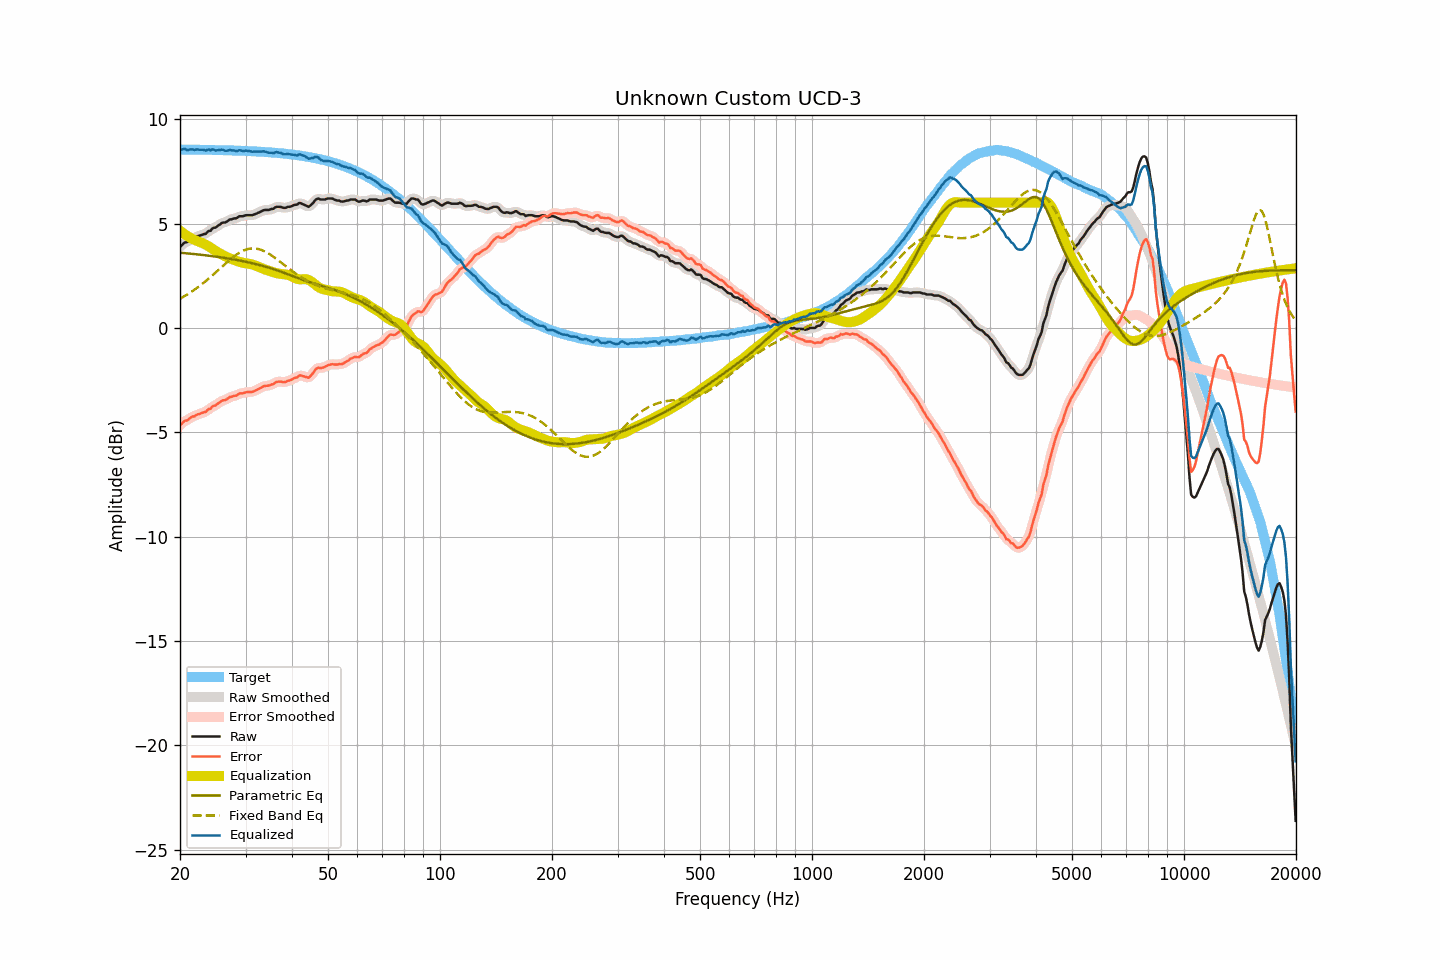 Unknown Custom UCD-3
10
5
0
−5
−10
−15
−20
−25
Amplitude (dBr)
Target
Raw Smoothed
Error Smoothed
Raw
Error
Equalization
Parametric Eq
Fixed Band Eq
Equalized
20 50 100 200 500 1000 2000 5000 10000 20000
Frequency (Hz)